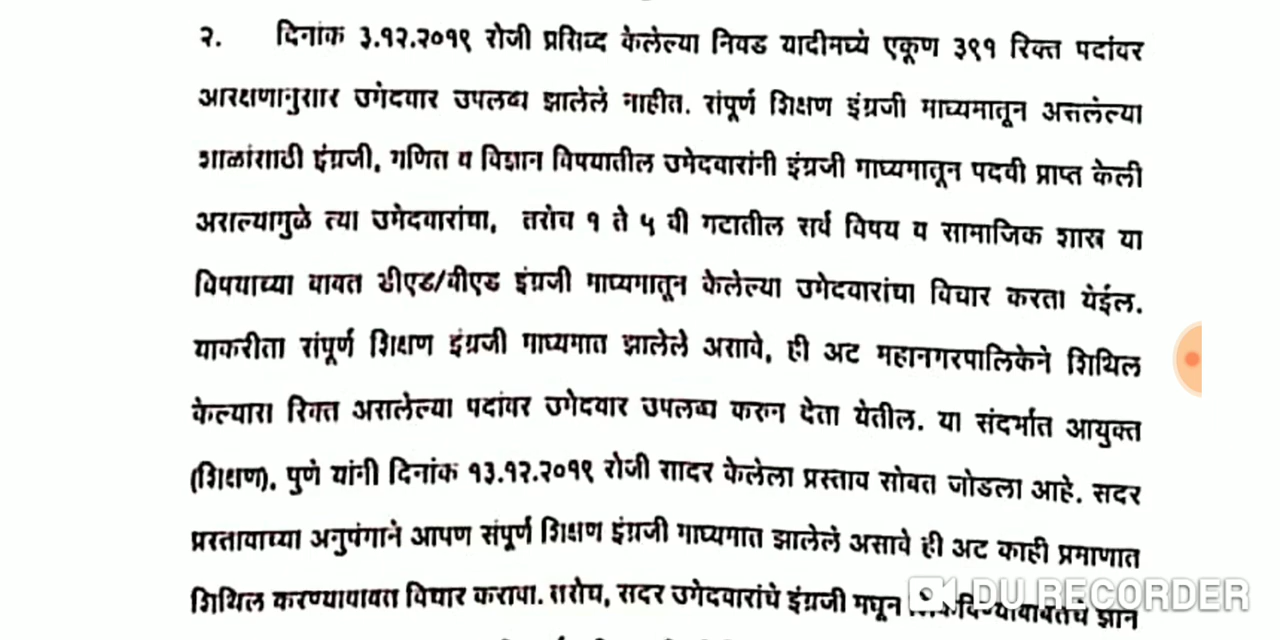 २. दिनांक ३.१२.२०१९ रोजी प्रसिध्द केलेल्या निवड यादीमध्ये एकूण ३९१ रिक्त पदांवर
आरक्षणानुसार उमेदवार उपलब्ध झालेले नाहीत. संपूर्ण शिक्षण इंग्रजी माध्यमातून असलेल्या
शाळांसाठी इंग्रजी, गणित व विज्ञान विषयातील उमेदवारांनी इंग्रजी माध्यमातून पदवी प्राप्त केली
असल्यामुळे त्या उमेदवारांचा, तसेच १ ते ५ वी गटातील सर्व विषय व सामाजिक शास्त्र या
विषयाच्या बाबत डीएड/बीएड इंग्रजी माध्यमातून केलेल्या उमेदवारांचा विचार करता येईल.
याकरीता संपूर्ण शिक्षण इंग्रजी माध्यमात झालेले असावे, ही अट महानगरपालिकेने शिथिल
केल्यास रिक्त असलेल्या पदांवर उमेदवार उपलब्ध करुन देता येतील. या संदर्भात आयुक्त
(शिक्षण), पुणे यांनी दिनांक १३.१२.२०१९ रोजी सादर केलेला प्रस्ताव सोबत जोडला आहे. सदर
प्रस्तावाच्या अनुषंगाने आपण संपूर्ण शिक्षण इंग्रजी माध्यमात झालेले असावे ही अट काही प्रमाणात
शिथिल करण्याबाबत विचार करावा. तसेच, सदर उमेदवारांचे इंग्रजी मधून ज्ञान
DU RECORDER